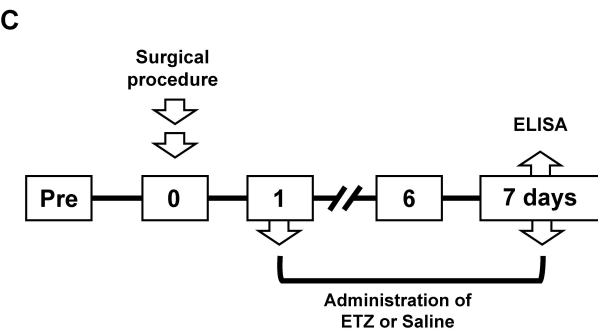 C
Surgical
procedure
ELISA
Pre
0
1
6
7 days
Administration of
ETZ or Saline